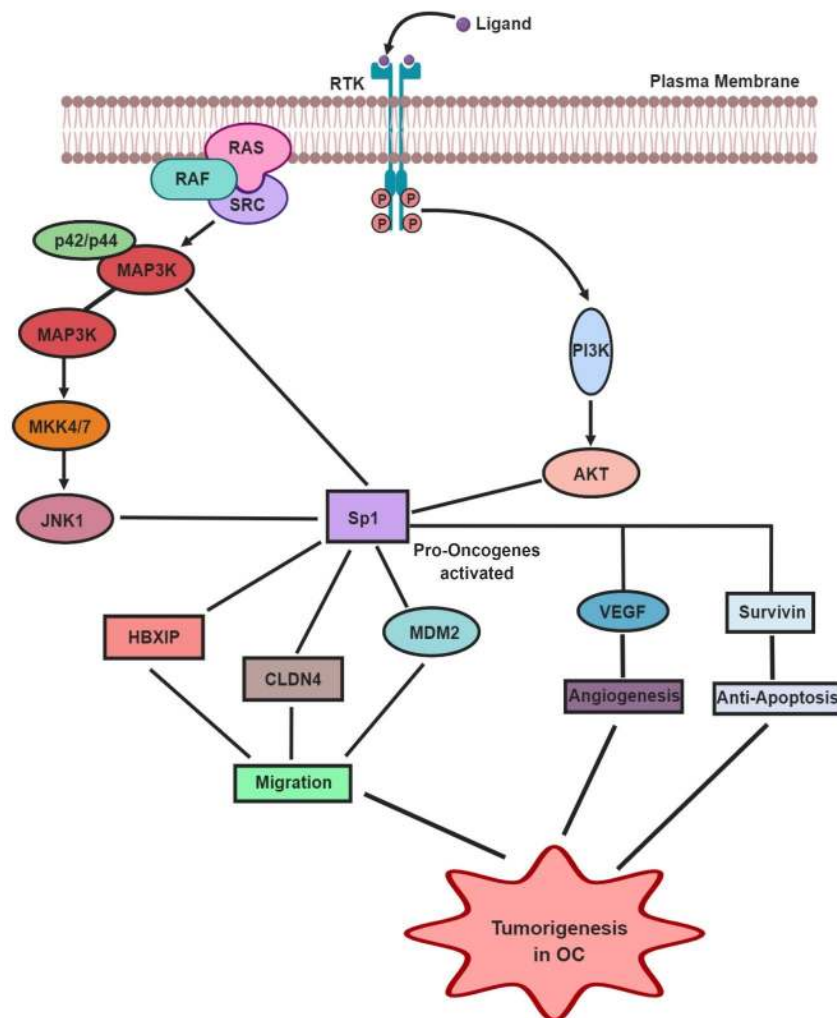 Ligand
RTK
Plasma Membrane
RAS
RAF
SRC
P P
P P
p42/p44
MAP3K
MAP3K
PI3K
MKK4/7
AKT
JNK1
Sp1
Pro-Oncogenes
activated
HBXIP
CLDN4
MDM2
VEGF
Survivin
Angiogenesis
Anti-Apoptosis
Migration
Tumorigenesis
in OC